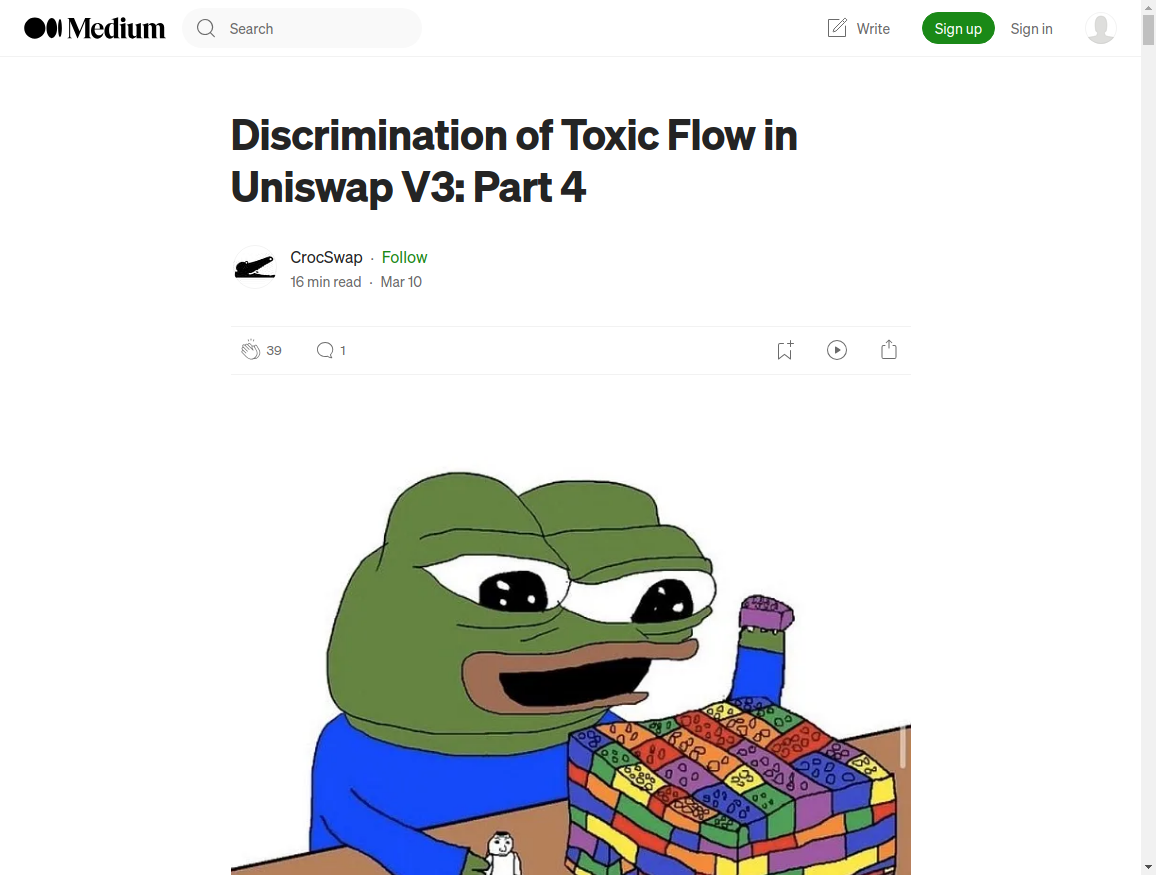 Medium
Search
Write
Sign up
Sign in
Discrimination of Toxic Flow in
Uniswap V3: Part 4
CrocSwap · Follow
16 min read · Mar 10
39
1